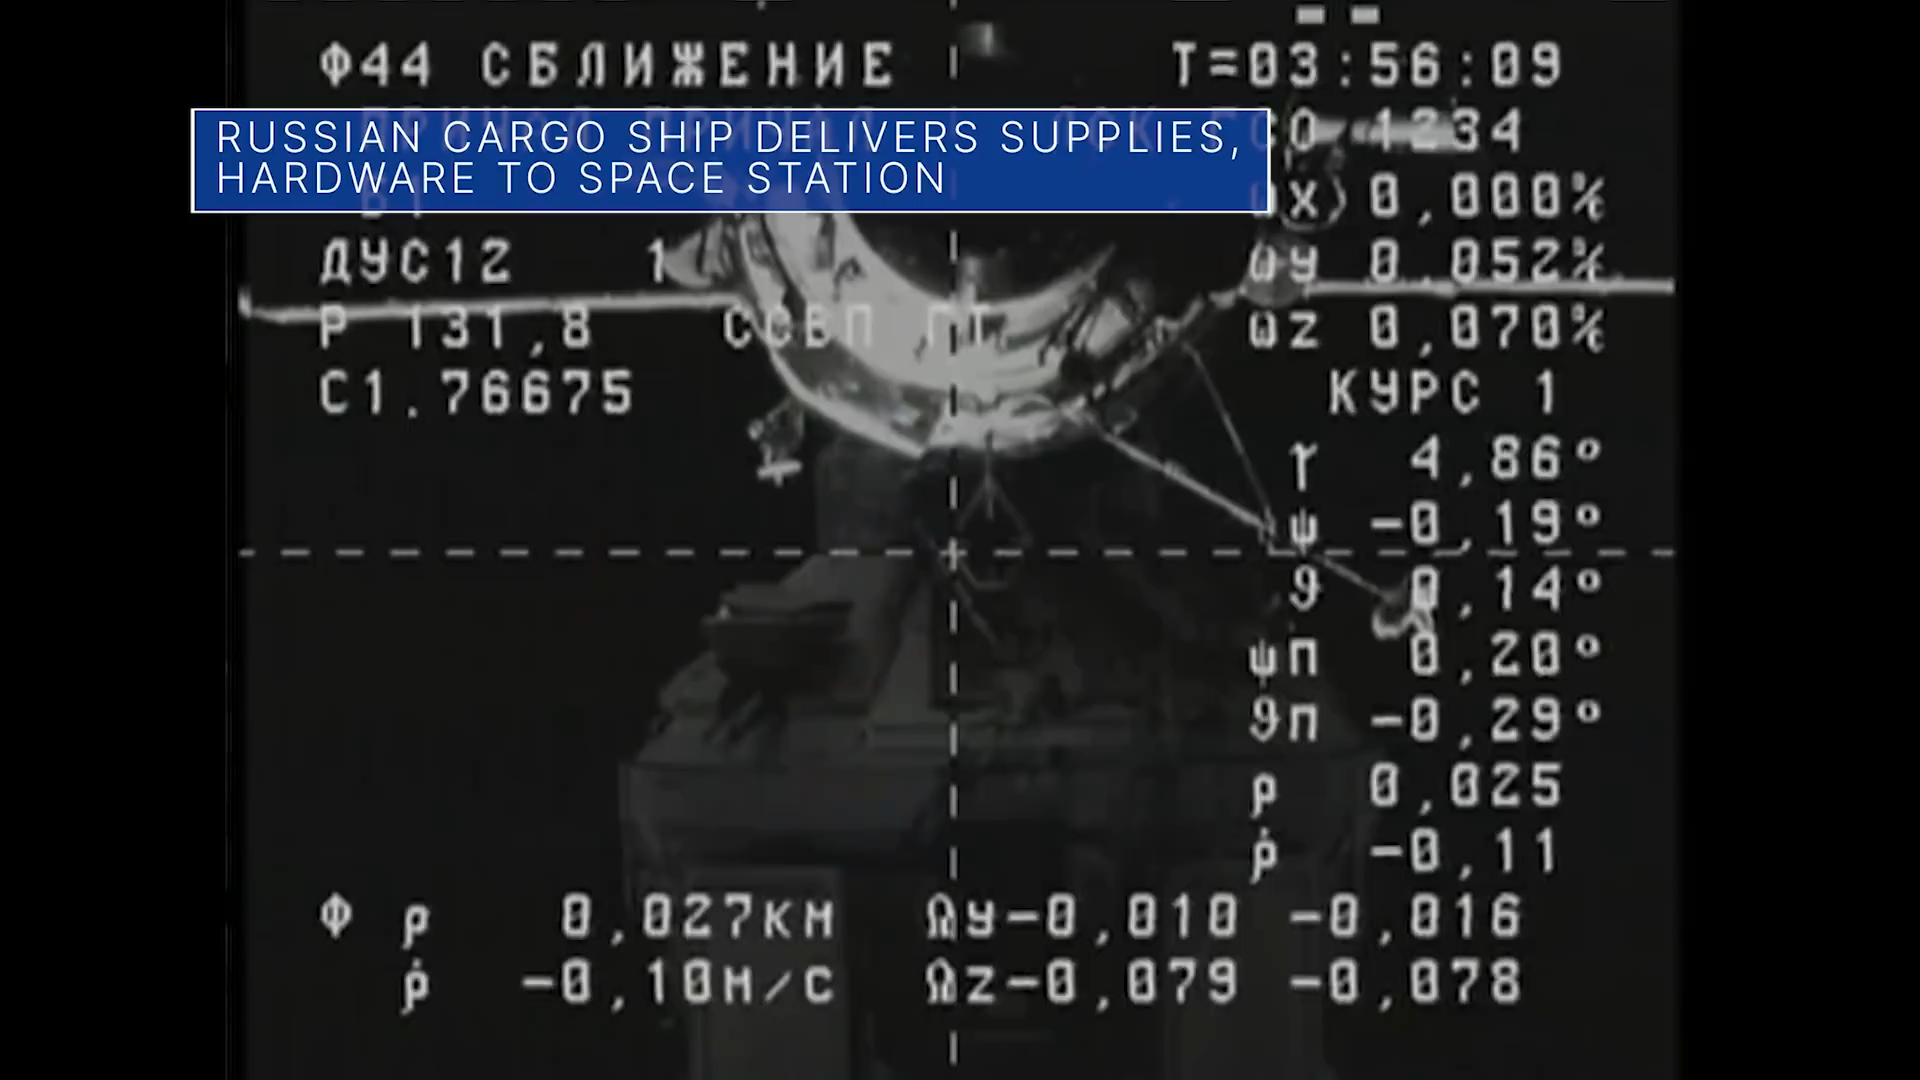 Ф44 СБЛИЖЕНИЕ T=03:56:09
RUSSIAN CARGO SHIP DELIVERS SUPPLIES,
HARDWARE TO SPACE STATION
1234
ωx 0,000%
ДУС12 1 ωy 0,052%
P 131,8 ССВП ГТ ωz 0,070%
C1.76675 КУРС 1
γ 4,86°
ψ -0,19°
ϑ 0,14°
ψп 0,20°
ϑп -0,29°
ρ 0,025
ρ̇ -0,11
Ф ρ 0,027КМ Ωy-0,010 -0,016
ρ̇ -0,10М/С Ωz-0,079 -0,078